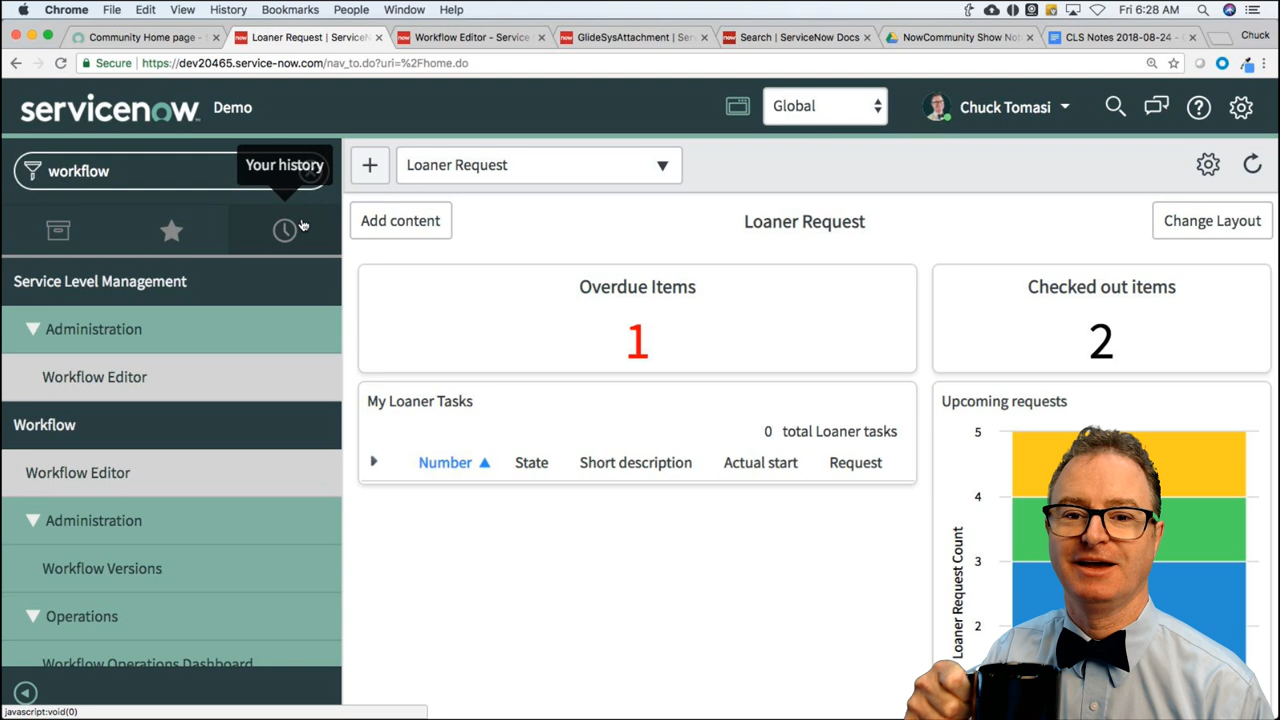 Chrome File Edit View History Bookmarks People Window Help Fri 6:28 AM
Community Home page - Loaner Request | ServiceN Workflow Editor - Service GlideSysAttachment | Serv Search | ServiceNow Docs NowCommunity Show Not CLS Notes 2018-08-24 - Chuck
Secure https://dev20465.service-now.com/nav_to.do?uri=%2Fhome.do
servicenow Demo Global Chuck Tomasi
workflow Your history Loaner Request
Add content Loaner Request Change Layout
Service Level Management
Administration
Workflow Editor
Workflow
Workflow Editor
Administration
Workflow Versions
Operations
Workflow Operations Dashboard
Overdue Items
1
Checked out items
2
My Loaner Tasks
0 total Loaner tasks
Number State Short description Actual start Request
Upcoming requests
5
4
3
2
Loaner Request Count
javascript:void(0)